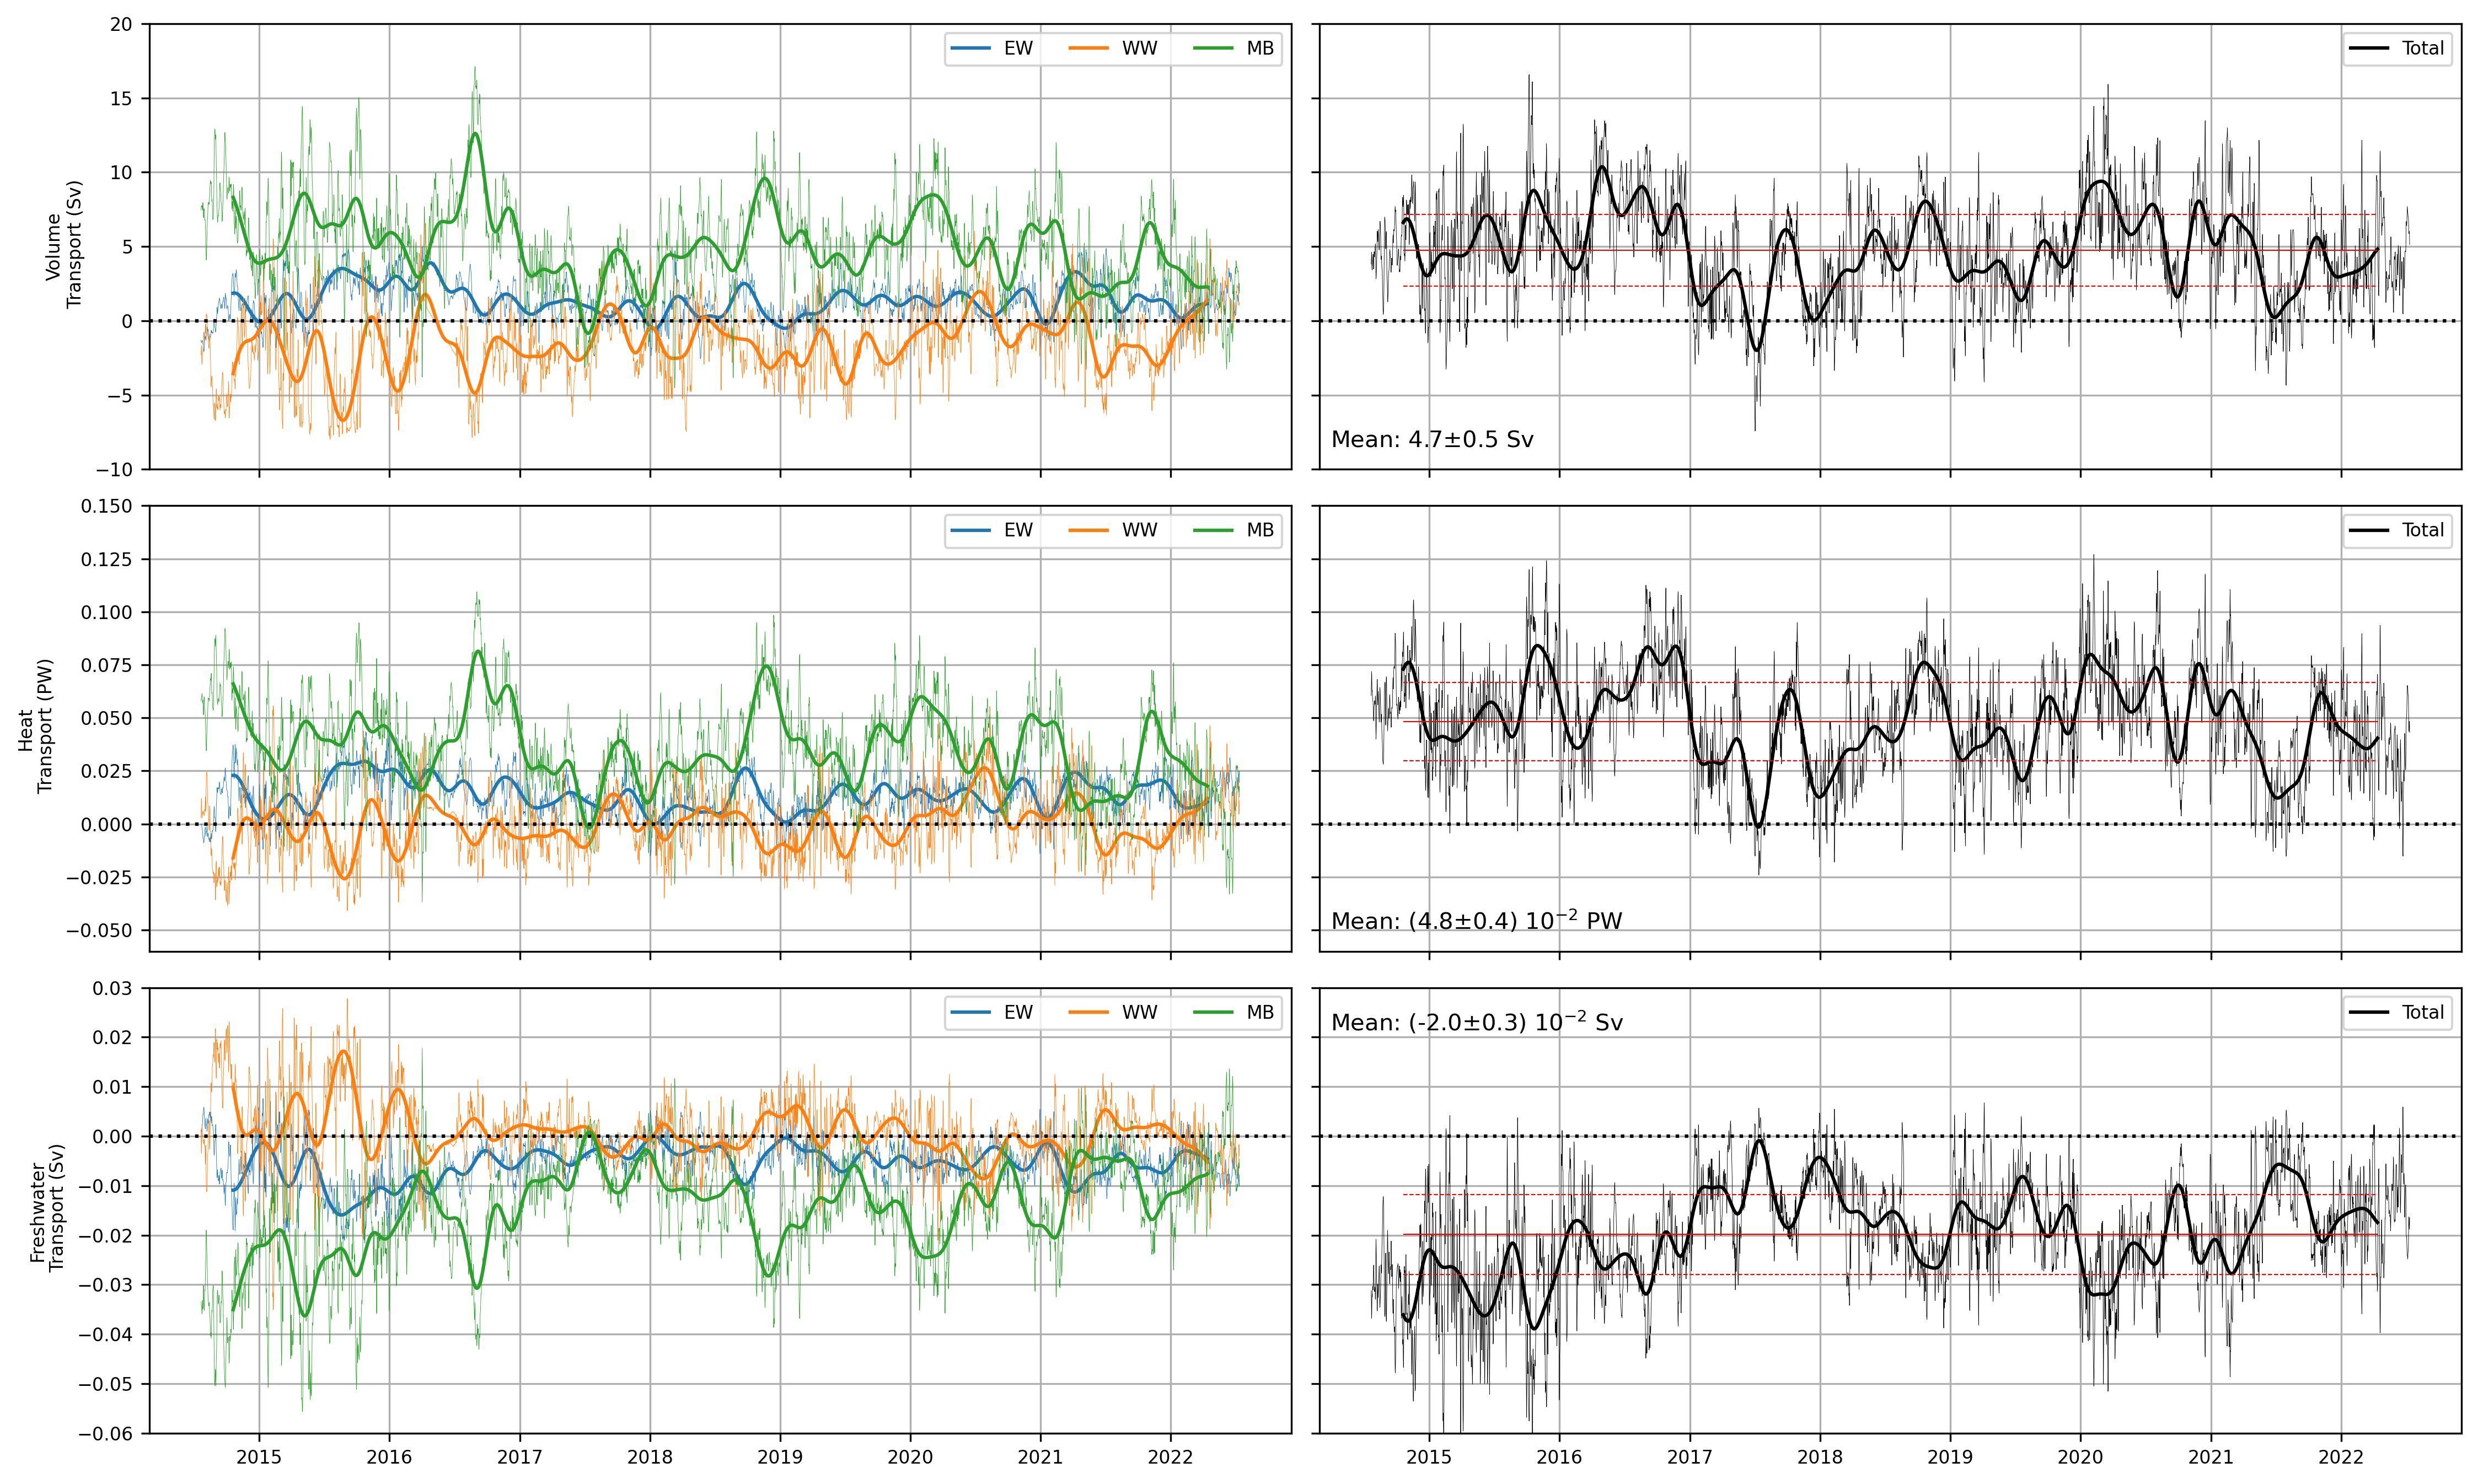 Volume
Transport (Sv)
20
15
10
5
0
−5
−10
EW WW MB
Total
Mean: 4.7±0.5 Sv
Heat
Transport (PW)
0.150
0.125
0.100
0.075
0.050
0.025
0.000
−0.025
−0.050
EW WW MB
Total
Mean: (4.8±0.4) 10⁻² PW
Freshwater
Transport (Sv)
0.03
0.02
0.01
0.00
−0.01
−0.02
−0.03
−0.04
−0.05
−0.06
EW WW MB
Mean: (-2.0±0.3) 10⁻² Sv
Total
2015 2016 2017 2018 2019 2020 2021 2022
2015 2016 2017 2018 2019 2020 2021 2022